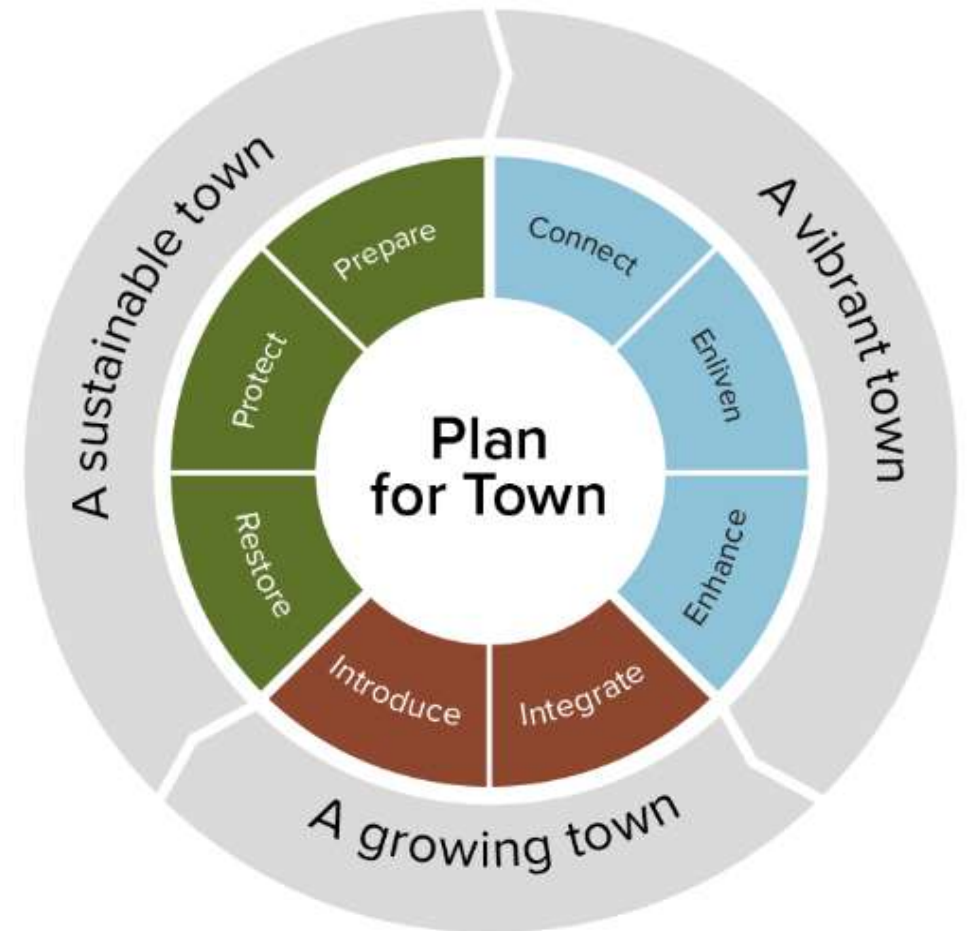 Plan
for Town
A vibrant town
Connect
Enliven
Enhance
A growing town
Integrate
Introduce
A sustainable town
Restore
Protect
Prepare